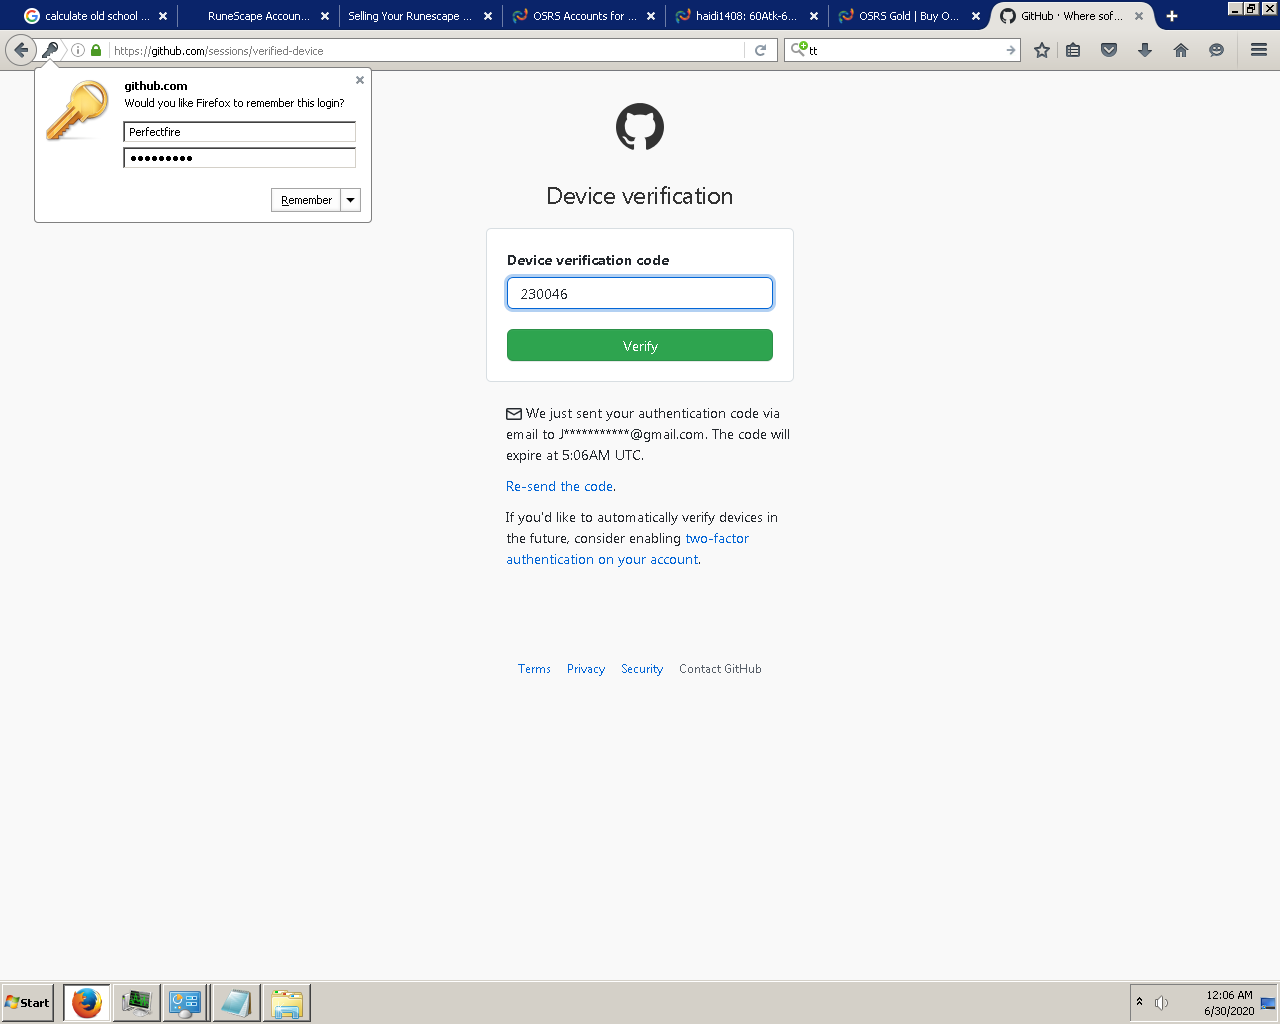 calculate old school ...
RuneScape Accoun...
Selling Your Runescape ...
OSRS Accounts for ...
haidi1408: 60Atk-6...
OSRS Gold | Buy O...
GitHub · Where sof...
https://github.com/sessions/verified-device
tt
github.com
Would you like Firefox to remember this login?
Perfectfire
●●●●●●●●●
Remember
Device verification
Device verification code
230046
Verify
We just sent your authentication code via
email to J***********@gmail.com. The code will
expire at 5:06AM UTC.
Re-send the code.
If you'd like to automatically verify devices in
the future, consider enabling two-factor
authentication on your account.
Terms Privacy Security Contact GitHub
Start
12:06 AM
6/30/2020